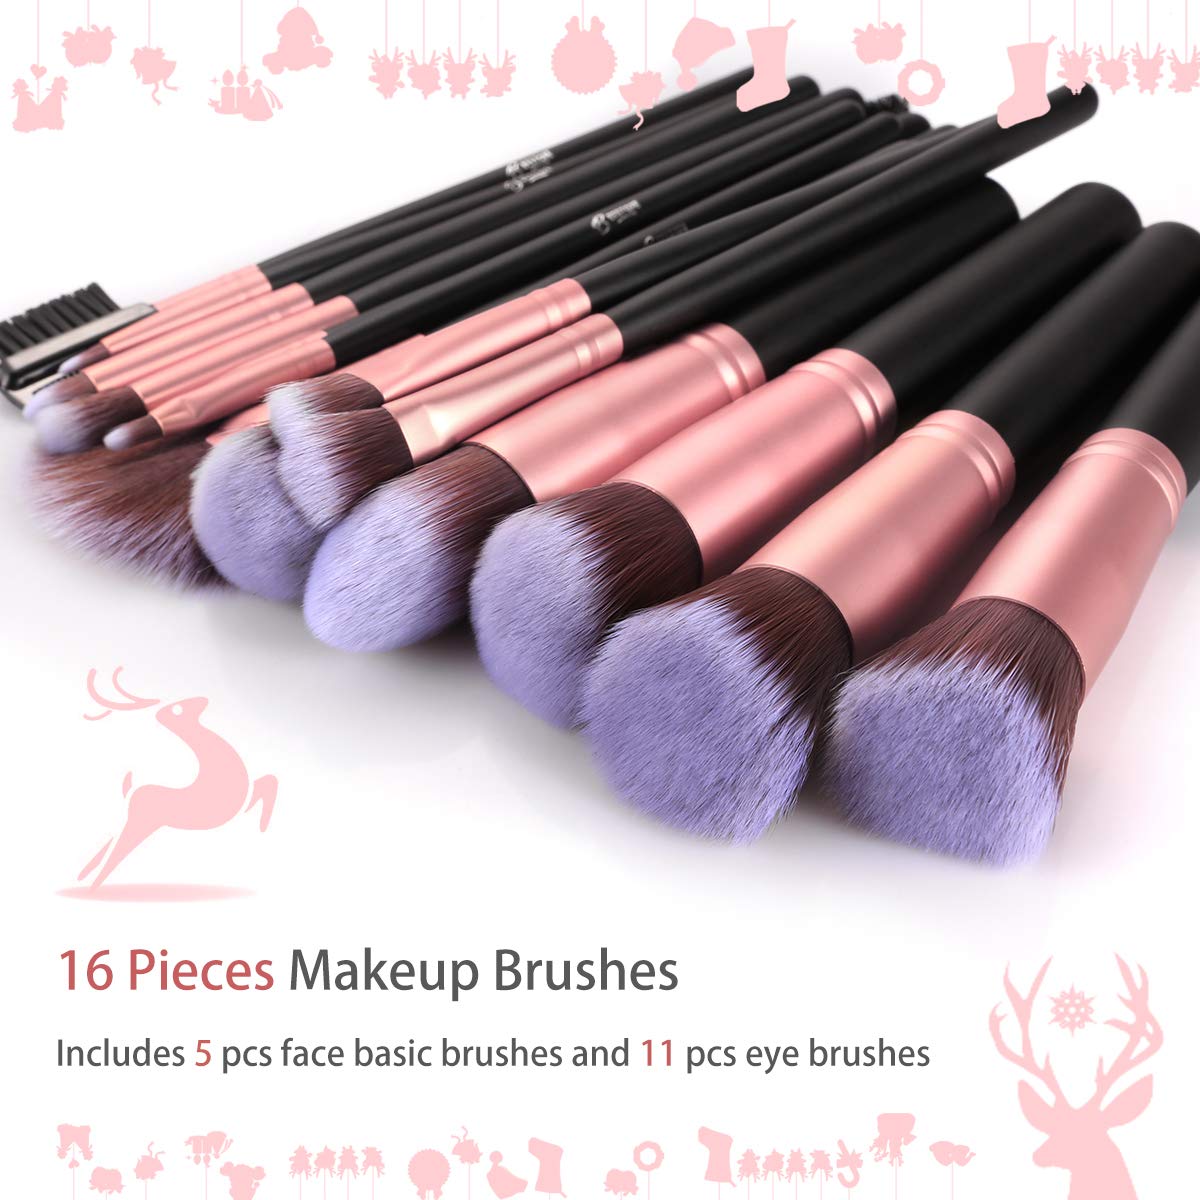 16 Pieces Makeup Brushes
Includes 5 pcs face basic brushes and 11 pcs eye brushes